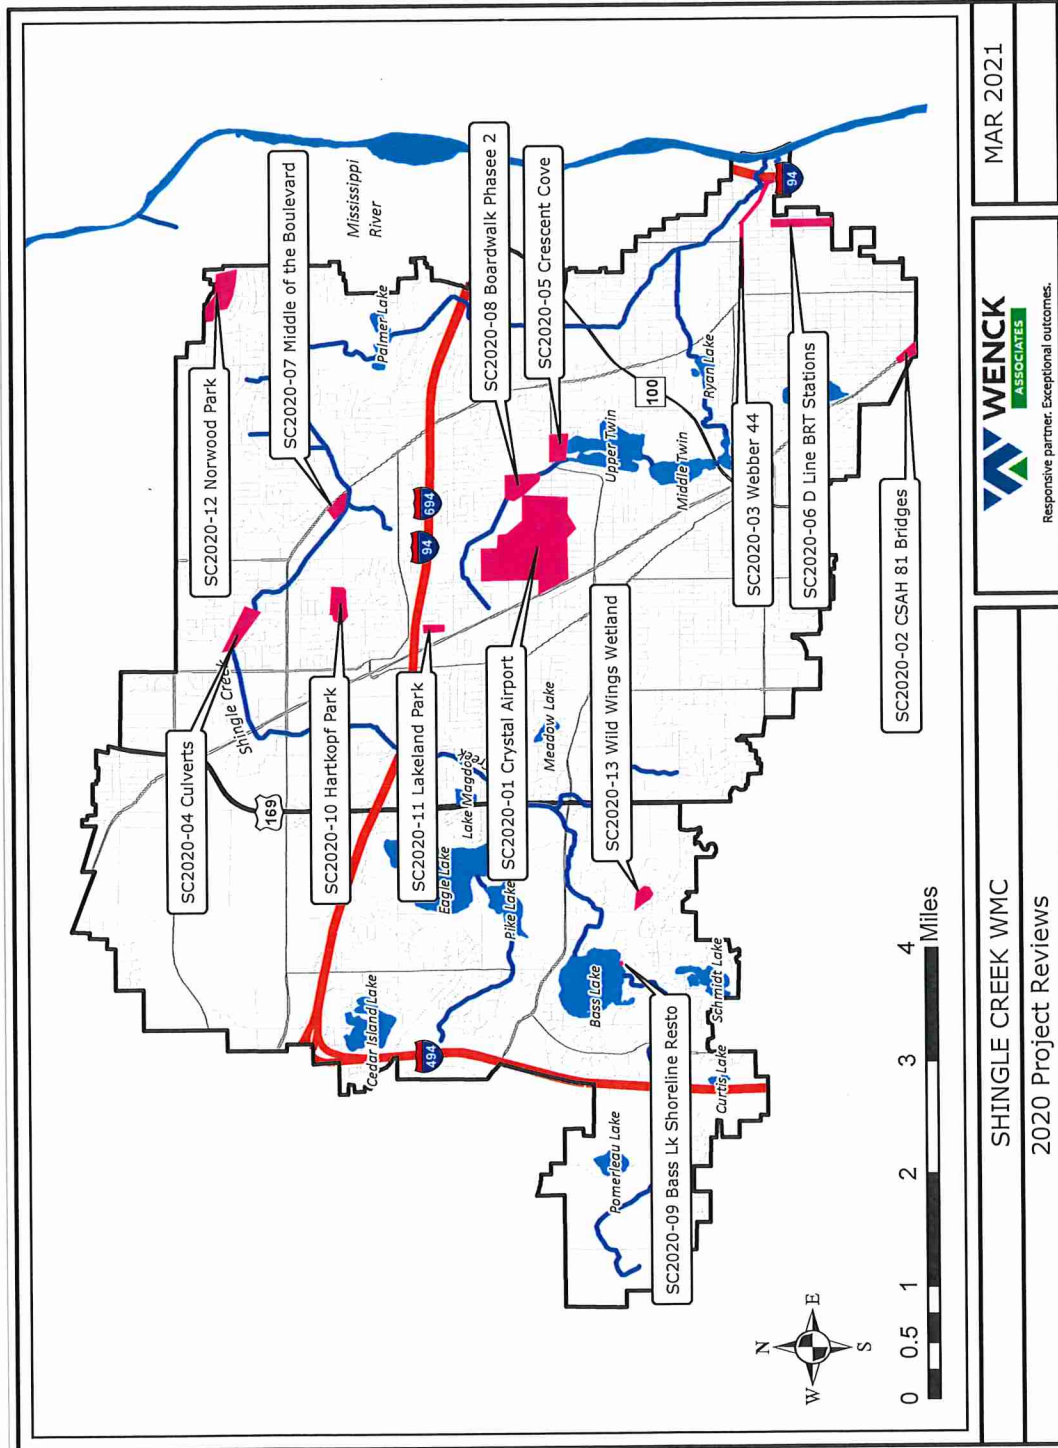 SC2020-12 Norwood Park
SC2020-07 Middle of the Boulevard
Mississippi
River
Palmer Lake
SC2020-04 Culverts
Shingle Creek
SC2020-10 Hartkopf Park
SC2020-11 Lakeland Park
169
94
694
SC2020-08 Boardwalk Phasee 2
SC2020-05 Crescent Cove
SC2020-01 Crystal Airport
Cedar Island Lake
494
Eagle Lake
Pike Lake
Lake Magda
Meadow Lake
Upper Twin
Middle Twin
Ryan Lake
100
94
SC2020-13 Wild Wings Wetland
SC2020-03 Webber 44
SC2020-06 D Line BRT Stations
SC2020-02 CSAH 81 Bridges
Bass Lake
Schmidt Lake
Curtis Lake
Pomerleau Lake
SC2020-09 Bass Lk Shoreline Resto
N
W
E
S
0 0.5 1 2 3 4
Miles
SHINGLE CREEK WMC
2020 Project Reviews
WENCK
ASSOCIATES
Responsive partner. Exceptional outcomes.
MAR 2021